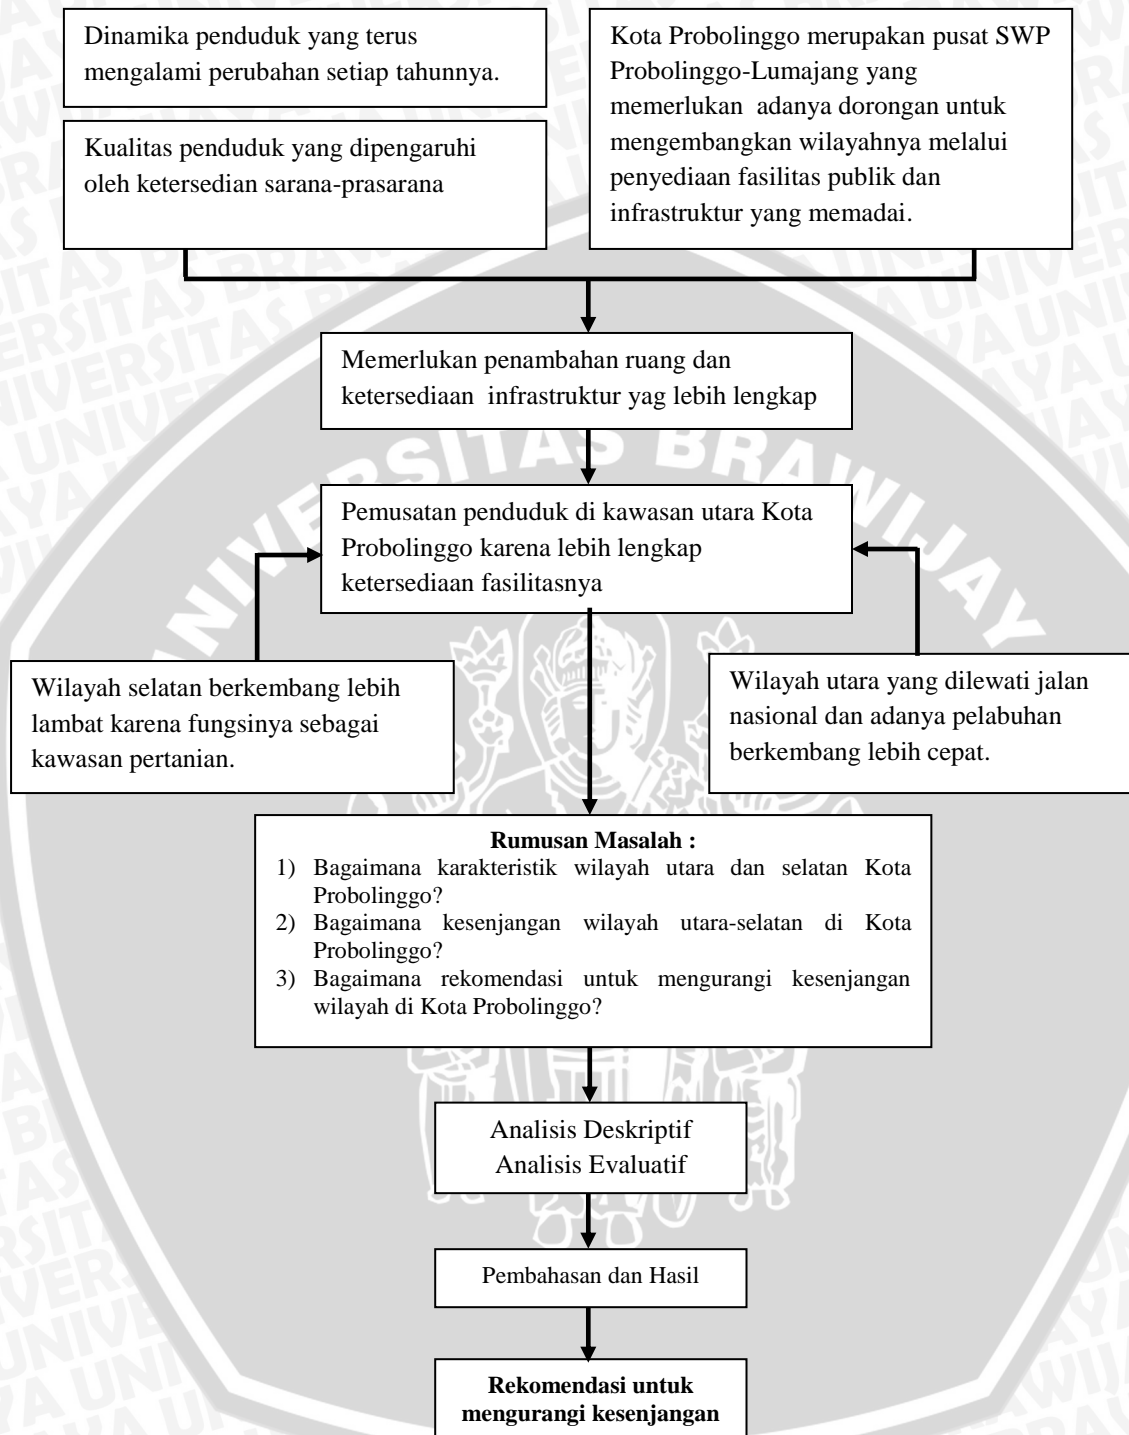 Dinamika penduduk yang terus
mengalami perubahan setiap tahunnya.
Kualitas penduduk yang dipengaruhi
oleh ketersedian sarana-prasarana
Kota Probolinggo merupakan pusat SWP
Probolinggo-Lumajang yang
memerlukan adanya dorongan untuk
mengembangkan wilayahnya melalui
penyediaan fasilitas publik dan
infrastruktur yang memadai.
Memerlukan penambahan ruang dan
ketersediaan infrastruktur yag lebih lengkap
UNIVERSITAS BRAWIJAY
Pemusatan penduduk di kawasan utara Kota
Probolinggo karena lebih lengkap
ketersediaan fasilitasnya
Wilayah selatan berkembang lebih
lambat karena fungsinya sebagai
kawasan pertanian.
Wilayah utara yang dilewati jalan
nasional dan adanya pelabuhan
berkembang lebih cepat.
Rumusan Masalah :
1) Bagaimana karakteristik wilayah utara dan selatan Kota
Probolinggo?
2) Bagaimana kesenjangan wilayah utara-selatan di Kota
Probolinggo?
3) Bagaimana rekomendasi untuk mengurangi kesenjangan
wilayah di Kota Probolinggo?
Analisis Deskriptif
Analisis Evaluatif
Pembahasan dan Hasil
Rekomendasi untuk
mengurangi kesenjangan